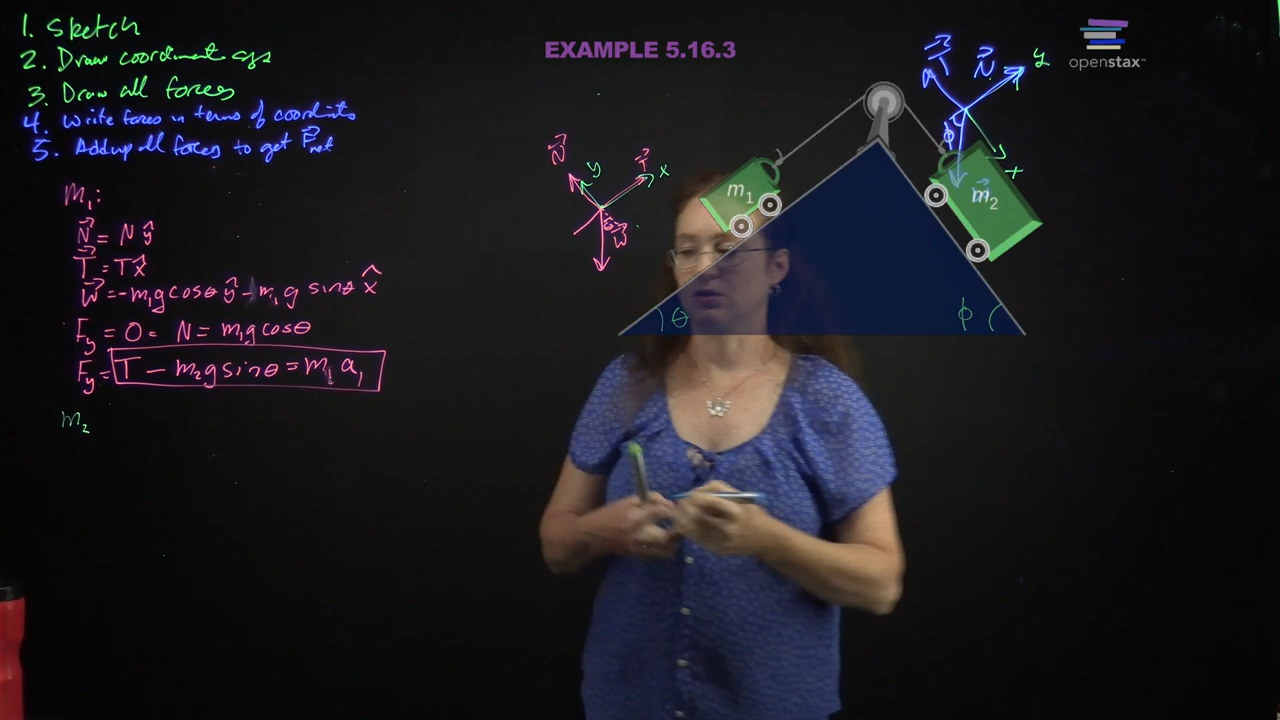 1. Sketch
2. Draw coordinate sys
3. Draw all forces
4. Write forces in terms of coordinates
5. Add up all forces to get F⃗net
EXAMPLE 5.16.3
openstax™
m₁:
N⃗ = N ŷ
T⃗ = T x̂
W⃗ = -m₁g cosθ ŷ - m₁g sinθ x̂
Fy = 0 = N = m₁g cosθ
Fy = T - m₂g sinθ = m₁a₁
m₂
N⃗
y
T⃗
x
θ
W⃗
m₁
θ
ϕ
T⃗
N⃗
y
ϕ
x
m₂